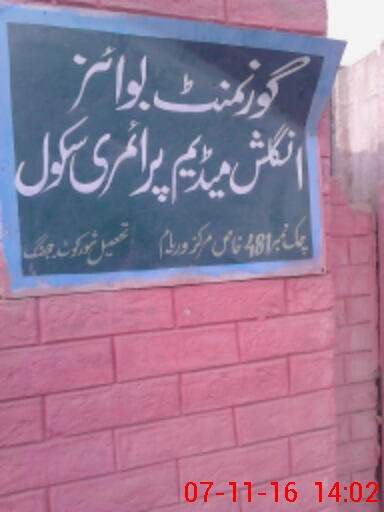 گورنمنٹ بوائز
انگلش میڈیم پرائمری سکول
چک نمبر 481 خاص مرکز وریام تحصیل شورکوٹ جھنگ
07-11-16 14:02